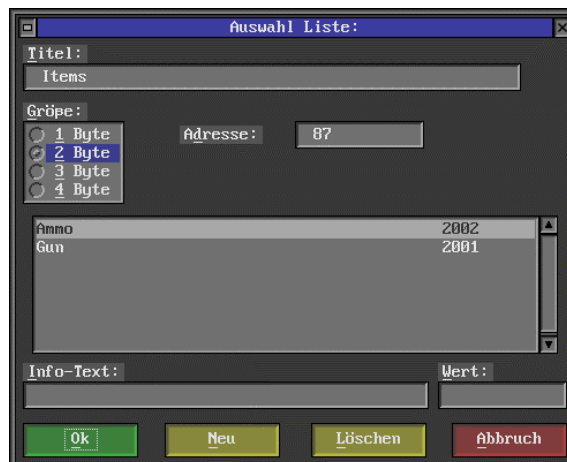 Auswahl Liste:
Titel:
Items
Größe:
1 Byte
Adresse: 87
2 Byte
3 Byte
4 Byte
Ammo 2002
Gun 2001
Info-Text: Wert:
Ok Neu Löschen Abbruch